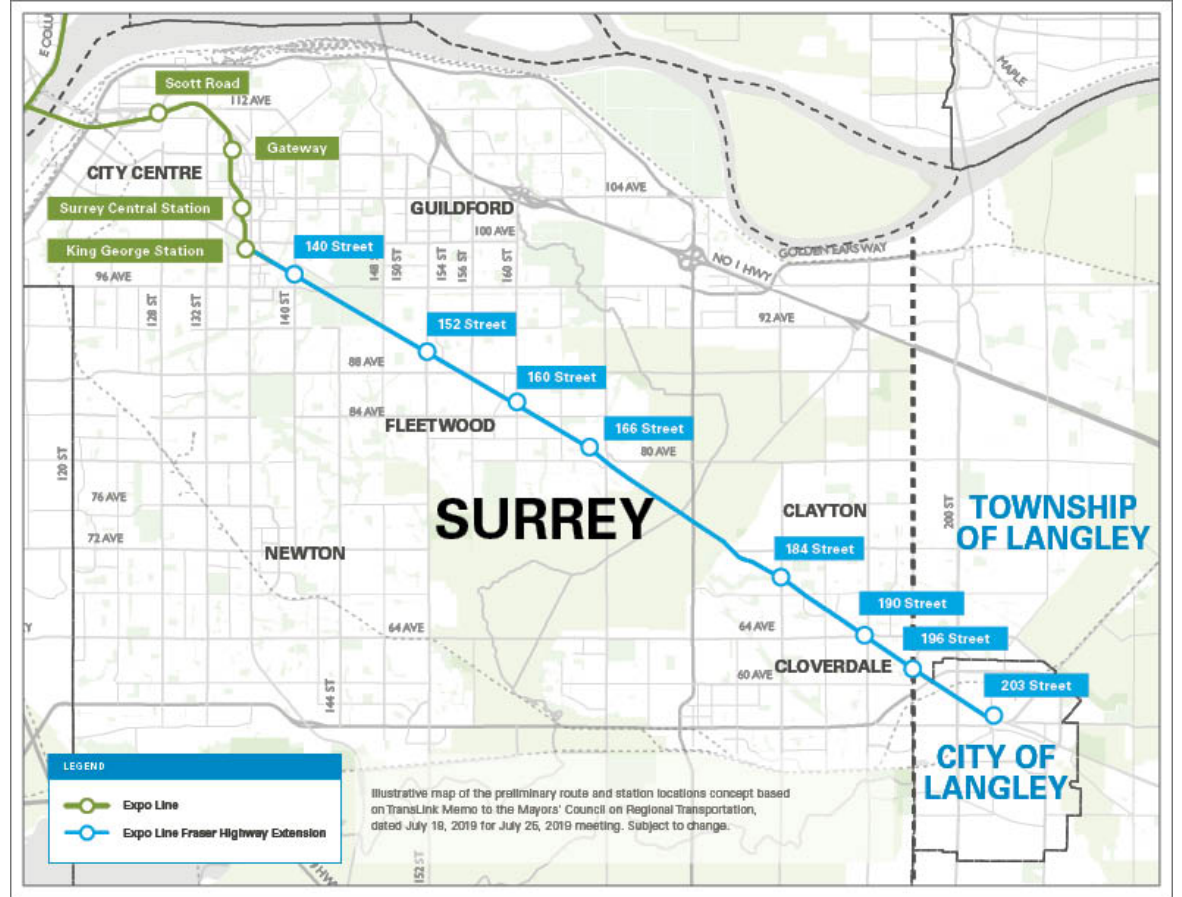 E COLU
MAPLE
Scott Road
112 AVE
Gateway
CITY CENTRE
104 AVE
Surrey Central Station
GUILDFORD
100 AVE
King George Station
140 Street
148 S
150 ST
154 ST
156 ST
160 ST
GOLDEN EARS WAY
NO 1 HWY
96 AVE
128 ST
132 ST
140 ST
92 AVE
152 Street
88 AVE
160 Street
84 AVE
FLEETWOOD
166 Street
80 AVE
120 ST
76 AVE
SURREY
CLAYTON
200 ST
TOWNSHIP
OF LANGLEY
72 AVE
NEWTON
184 Street
190 Street
64 AVE
64 AVE
196 Street
CLOVERDALE
60 AVE
144 ST
203 Street
CITY OF
LANGLEY
LEGEND
Expo Line
Expo Line Fraser Highway Extension
Illustrative map of the preliminary route and station locations concept based
on TransLink Memo to the Mayors' Council on Regional Transportation,
dated July 18, 2019 for July 25, 2019 meeting. Subject to change.
152 ST
HW